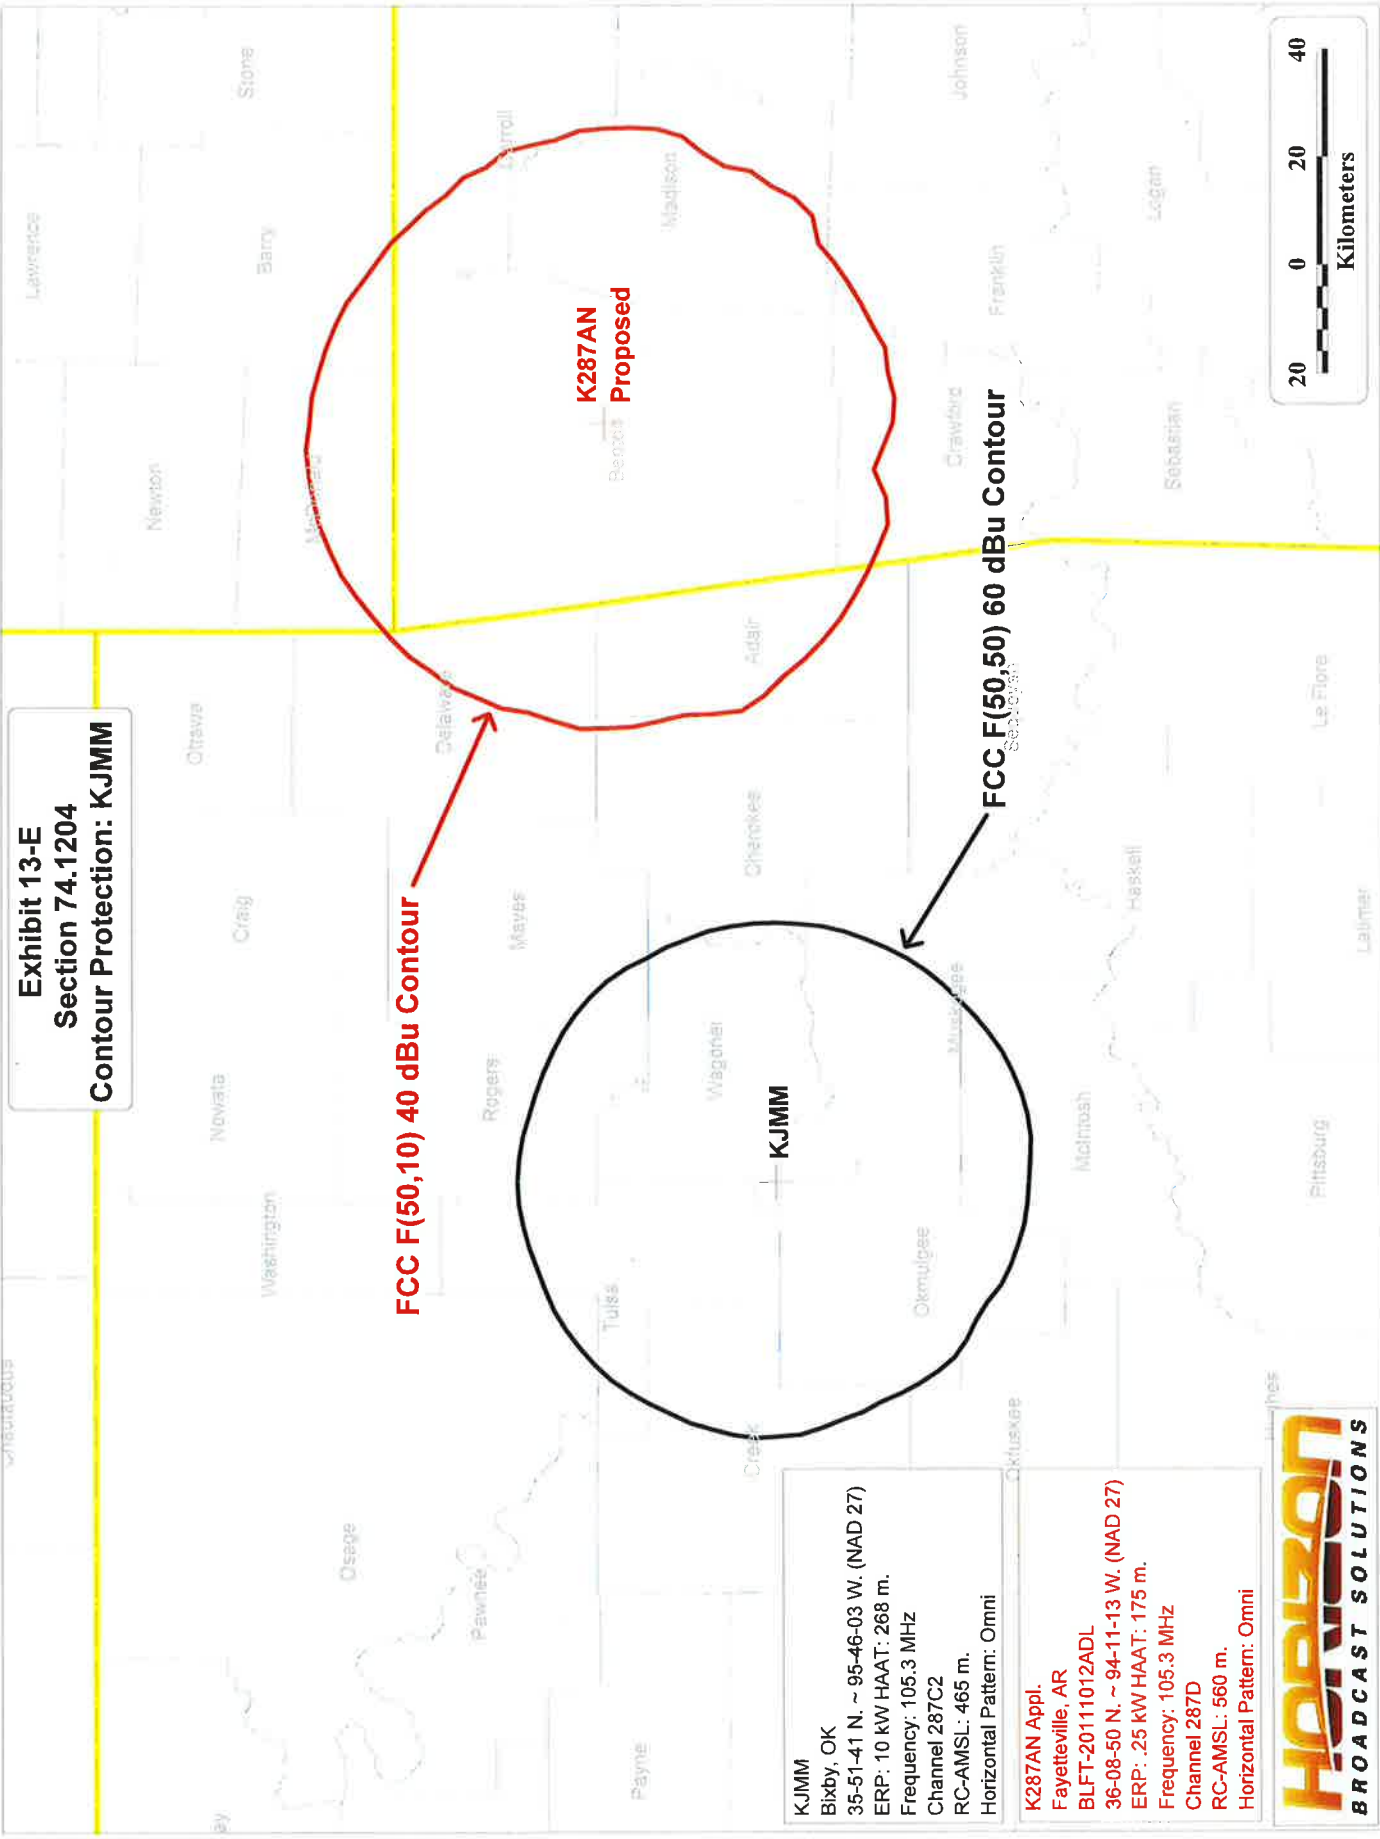 Exhibit 13-E
Section 74.1204
Contour Protection: KJMM
Lawrence
Stone
Barry
Newton
McDonald
Ottawa
Craig
Nowata
Washington
Osage
Delaware
Mayes
Rogers
Pawnee
Carroll
Madison
K287AN
Proposed
Benton
FCC F(50,10) 40 dBu Contour
Adair
Cherokee
Wagoner
Tulsa
Payne
KJMM
Creek
Johnson
Franklin
Logan
Crawford
Sebastian
FCC F(50,50) 60 dBu Contour
Sequoyah
Muskogee
Okmulgee
Okfuskee
Haskell
McIntosh
Le Flore
Latimer
Pittsburg
KJMM
Bixby, OK
35-51-41 N. ~ 95-46-03 W. (NAD 27)
ERP: 10 kW HAAT: 268 m.
Frequency: 105.3 MHz
Channel 287C2
RC-AMSL: 465 m.
Horizontal Pattern: Omni
K287AN Appl.
Fayetteville, AR
BLFT-20111012ADL
36-08-50 N. ~ 94-11-13 W. (NAD 27)
ERP: .25 kW HAAT: 175 m.
Frequency: 105.3 MHz
Channel 287D
RC-AMSL: 560 m.
Horizontal Pattern: Omni
HORIZON
BROADCAST SOLUTIONS
20 0 20 40
Kilometers